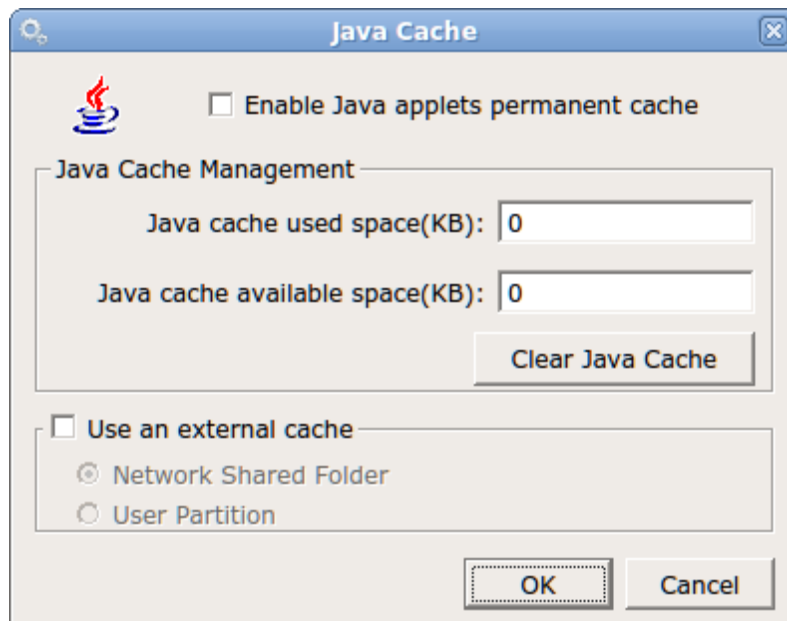 Java Cache
Enable Java applets permanent cache
Java Cache Management
Java cache used space(KB): 0
Java cache available space(KB): 0
Clear Java Cache
Use an external cache
Network Shared Folder
User Partition
OK Cancel